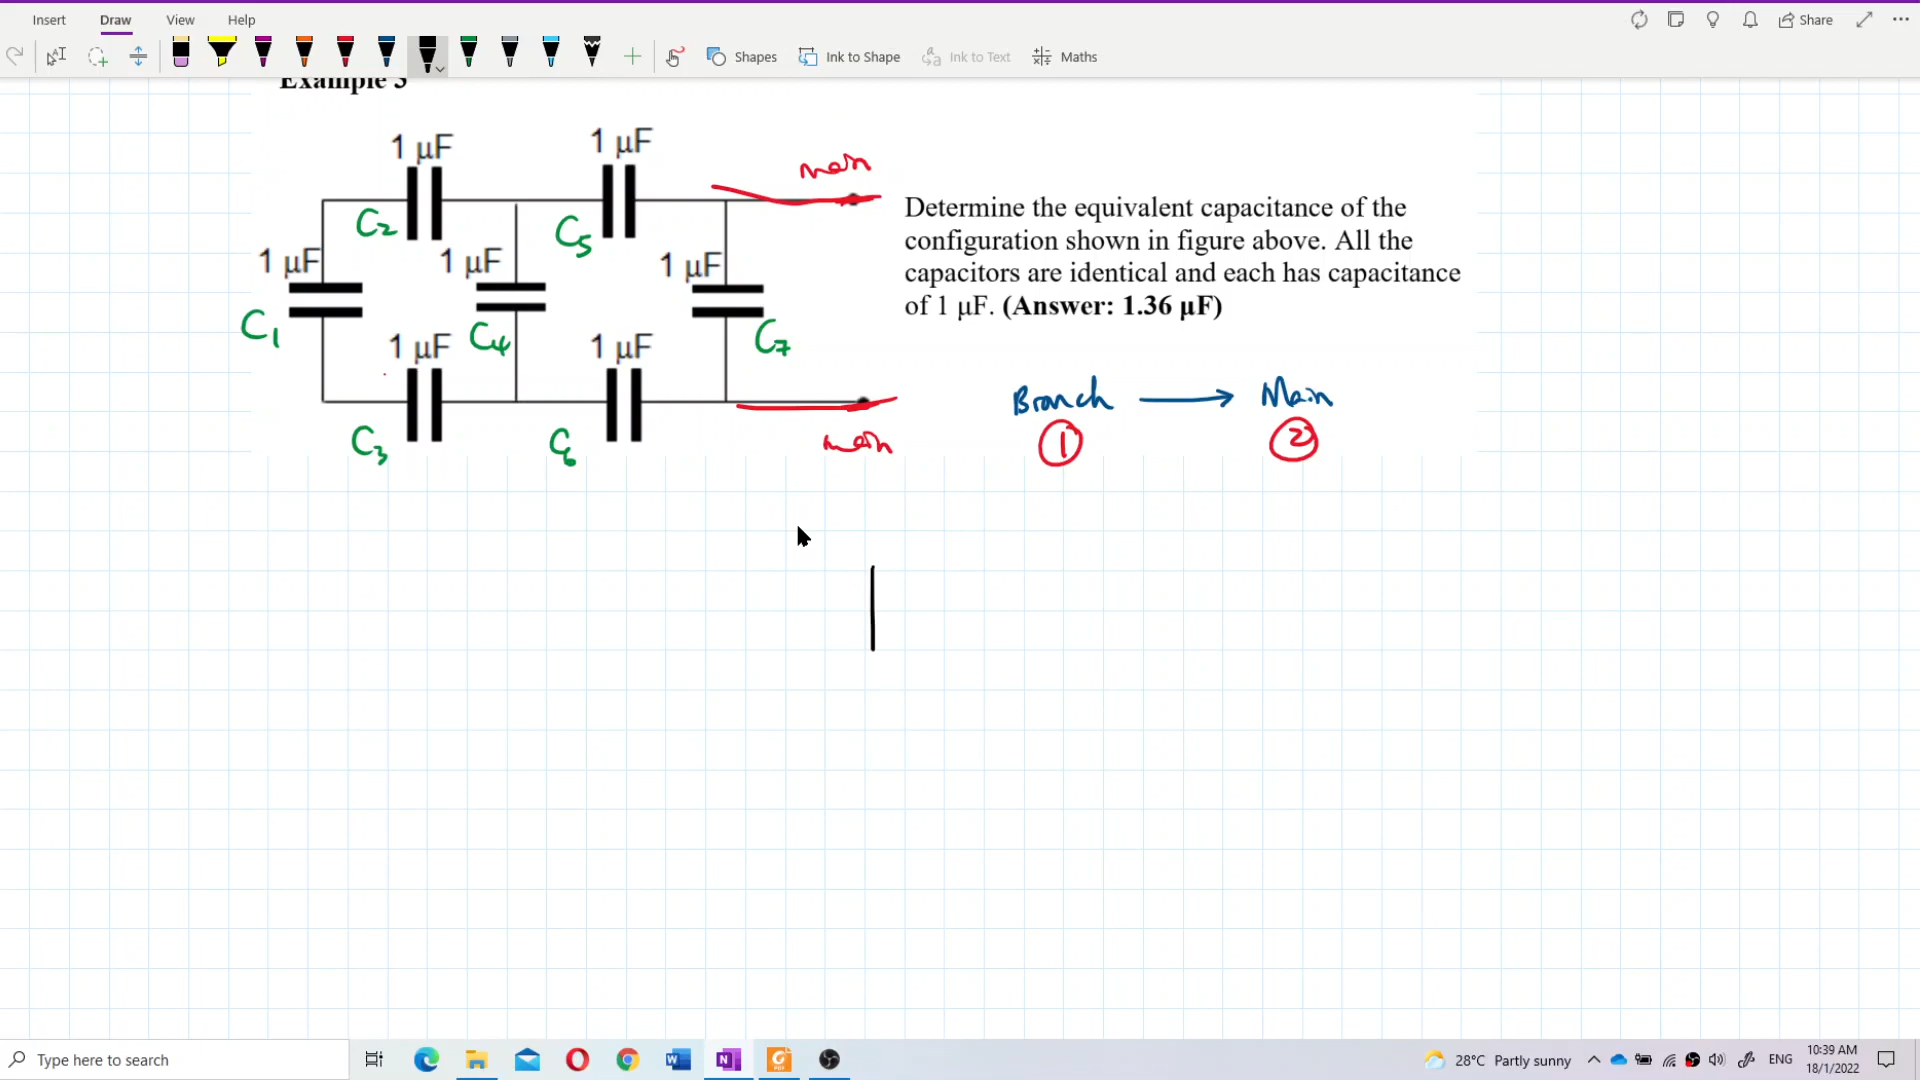 Insert Draw View Help
Share
Shapes Ink to Shape Ink to Text Maths
Example 3
1 µF 1 µF
main
C2 C5
1 µF 1 µF 1 µF
C1 C4 C7
1 µF 1 µF
C3 C6
main
Determine the equivalent capacitance of the
configuration shown in figure above. All the
capacitors are identical and each has capacitance
of 1 µF. (Answer: 1.36 µF)
Branch → Main
1 2
Type here to search
28°C Partly sunny ENG 10:39 AM
18/1/2022